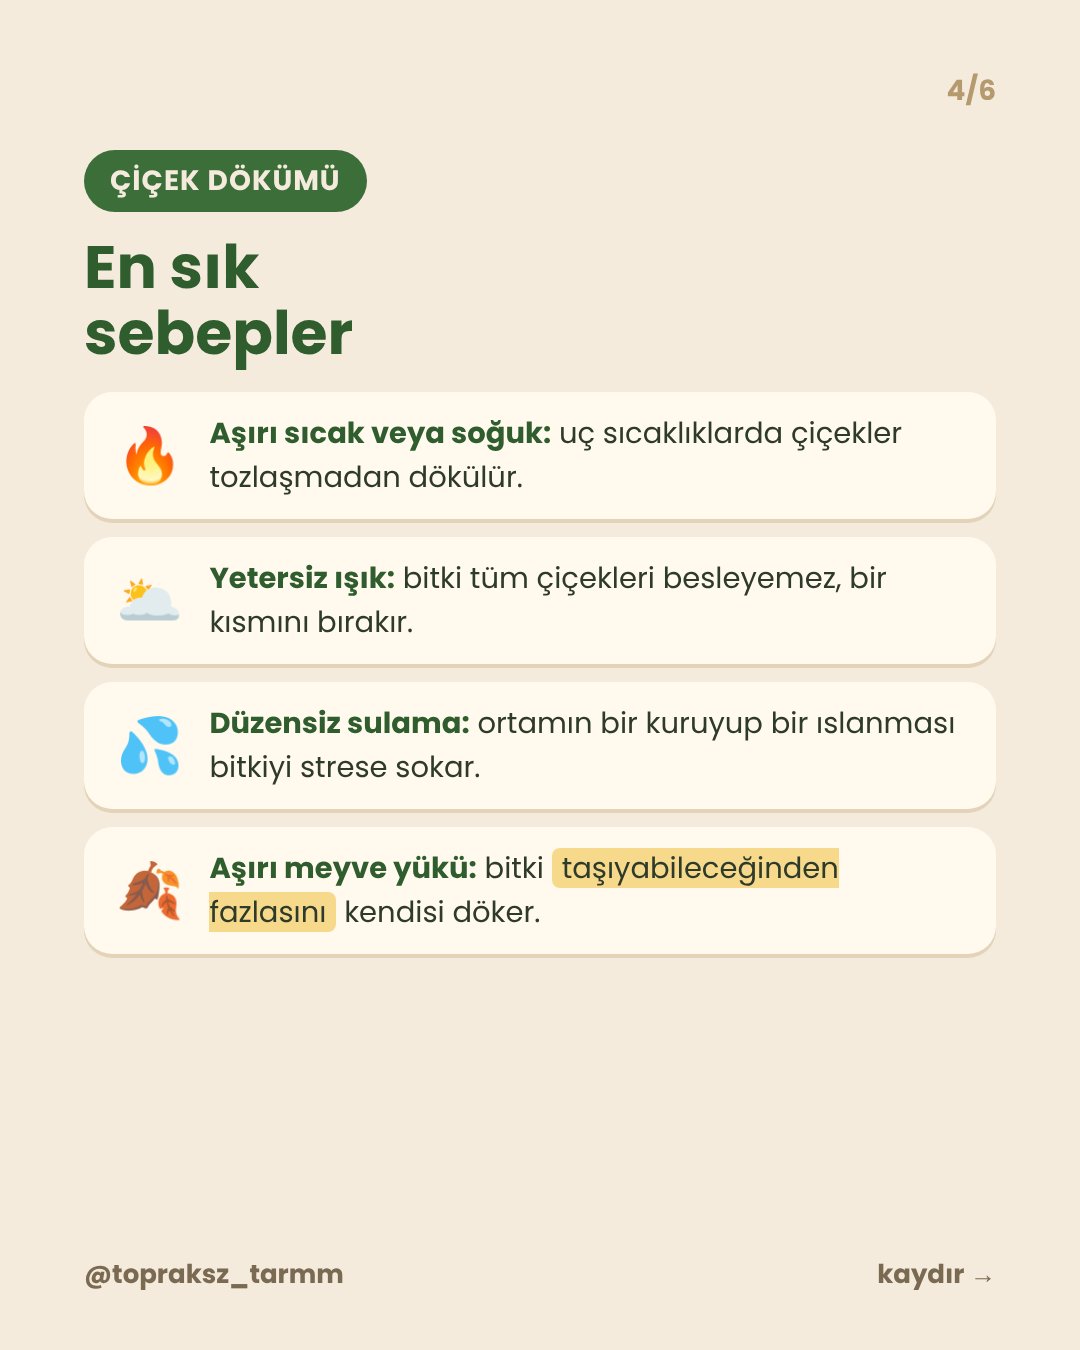 4/6
ÇİÇEK DÖKÜMÜ
En sık
sebepler
Aşırı sıcak veya soğuk: uç sıcaklıklarda çiçekler
tozlaşmadan dökülür.
Yetersiz ışık: bitki tüm çiçekleri besleyemez, bir
kısmını bırakır.
Düzensiz sulama: ortamın bir kuruyup bir ıslanması
bitkiyi strese sokar.
Aşırı meyve yükü: bitki taşıyabileceğinden
fazlasını kendisi döker.
@topraksz_tarmm
kaydır →